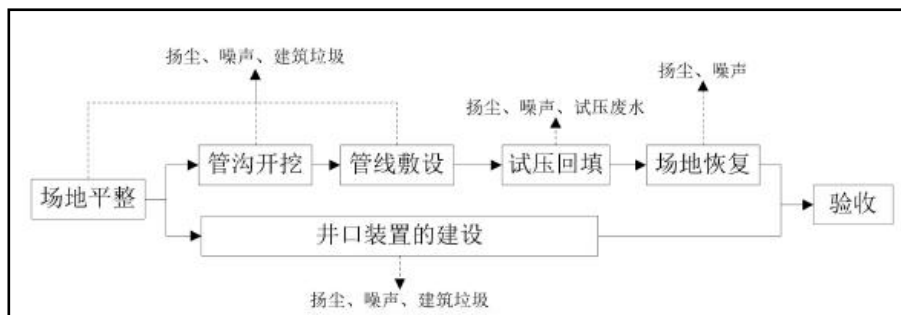 扬尘、噪声、建筑垃圾
扬尘、噪声
扬尘、噪声、试压废水
管沟开挖
管线敷设
试压回填
场地恢复
场地平整
验收
井口装置的建设
扬尘、噪声、建筑垃圾